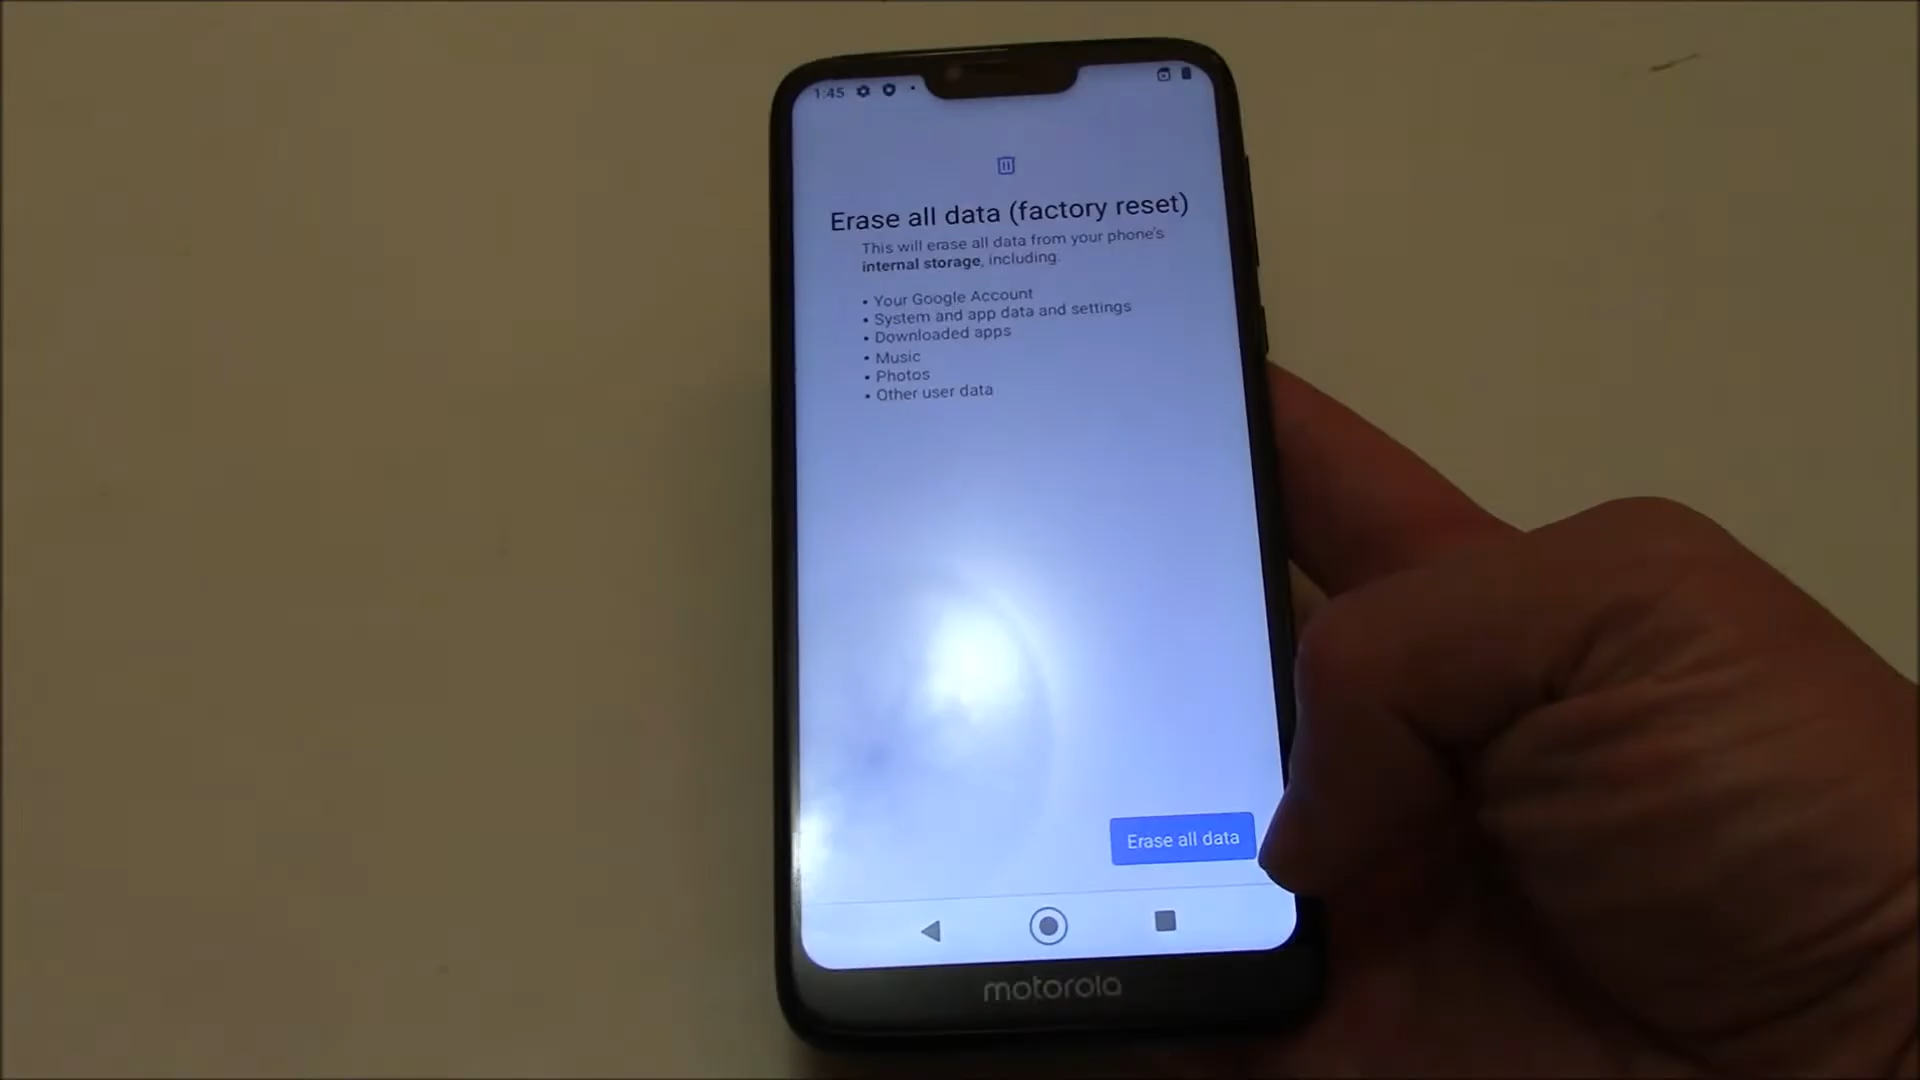 1:45
Erase all data (factory reset)
This will erase all data from your phone's
internal storage, including:
• Your Google Account
• System and app data and settings
• Downloaded apps
• Music
• Photos
• Other user data
Erase all data
motorola